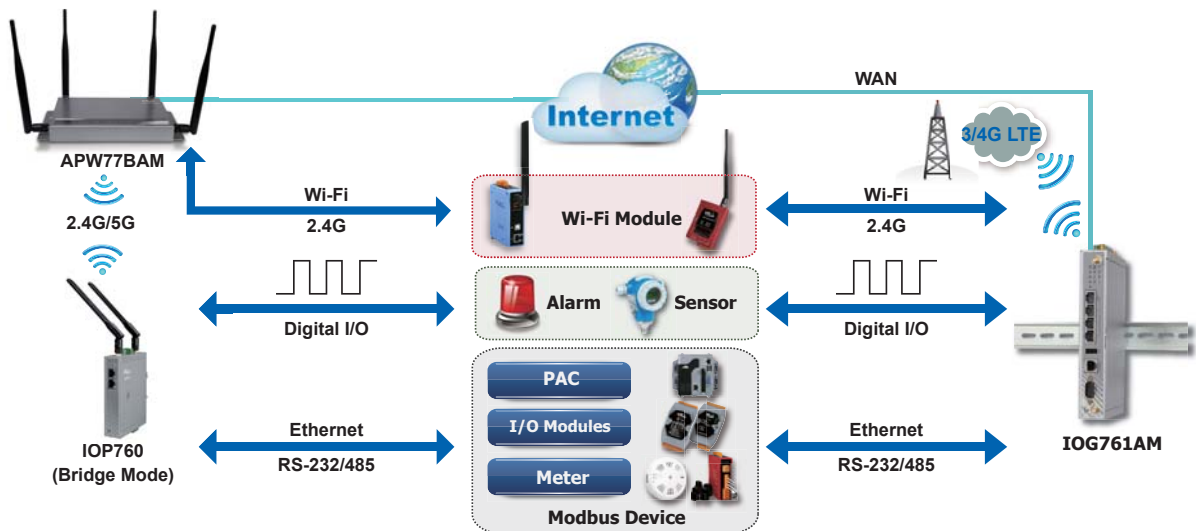 WAN
Internet
3/4G LTE
APW77BAM
Wi-Fi
2.4G
Wi-Fi Module
Wi-Fi
2.4G
2.4G/5G
Alarm
Sensor
Digital I/O
Digital I/O
PAC
I/O Modules
Meter
Modbus Device
Ethernet
RS-232/485
Ethernet
RS-232/485
IOP760
(Bridge Mode)
IOG761AM